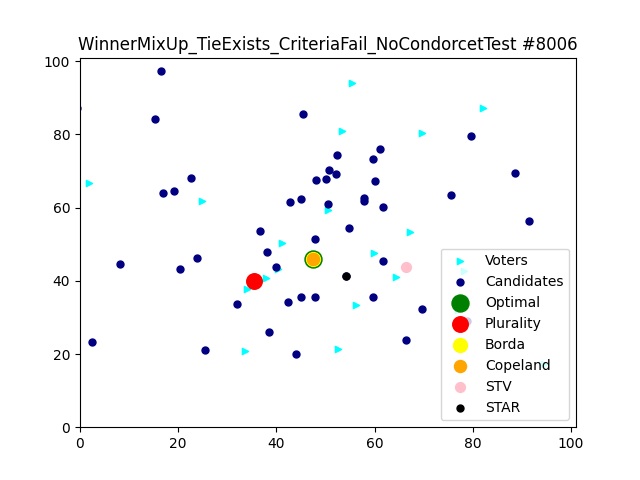 WinnerMixUp_TieExists_CriteriaFail_NoCondorcetTest #8006
100
80
60
40
20
0
Voters
Candidates
Optimal
Plurality
Borda
Copeland
STV
STAR
0 20 40 60 80 100